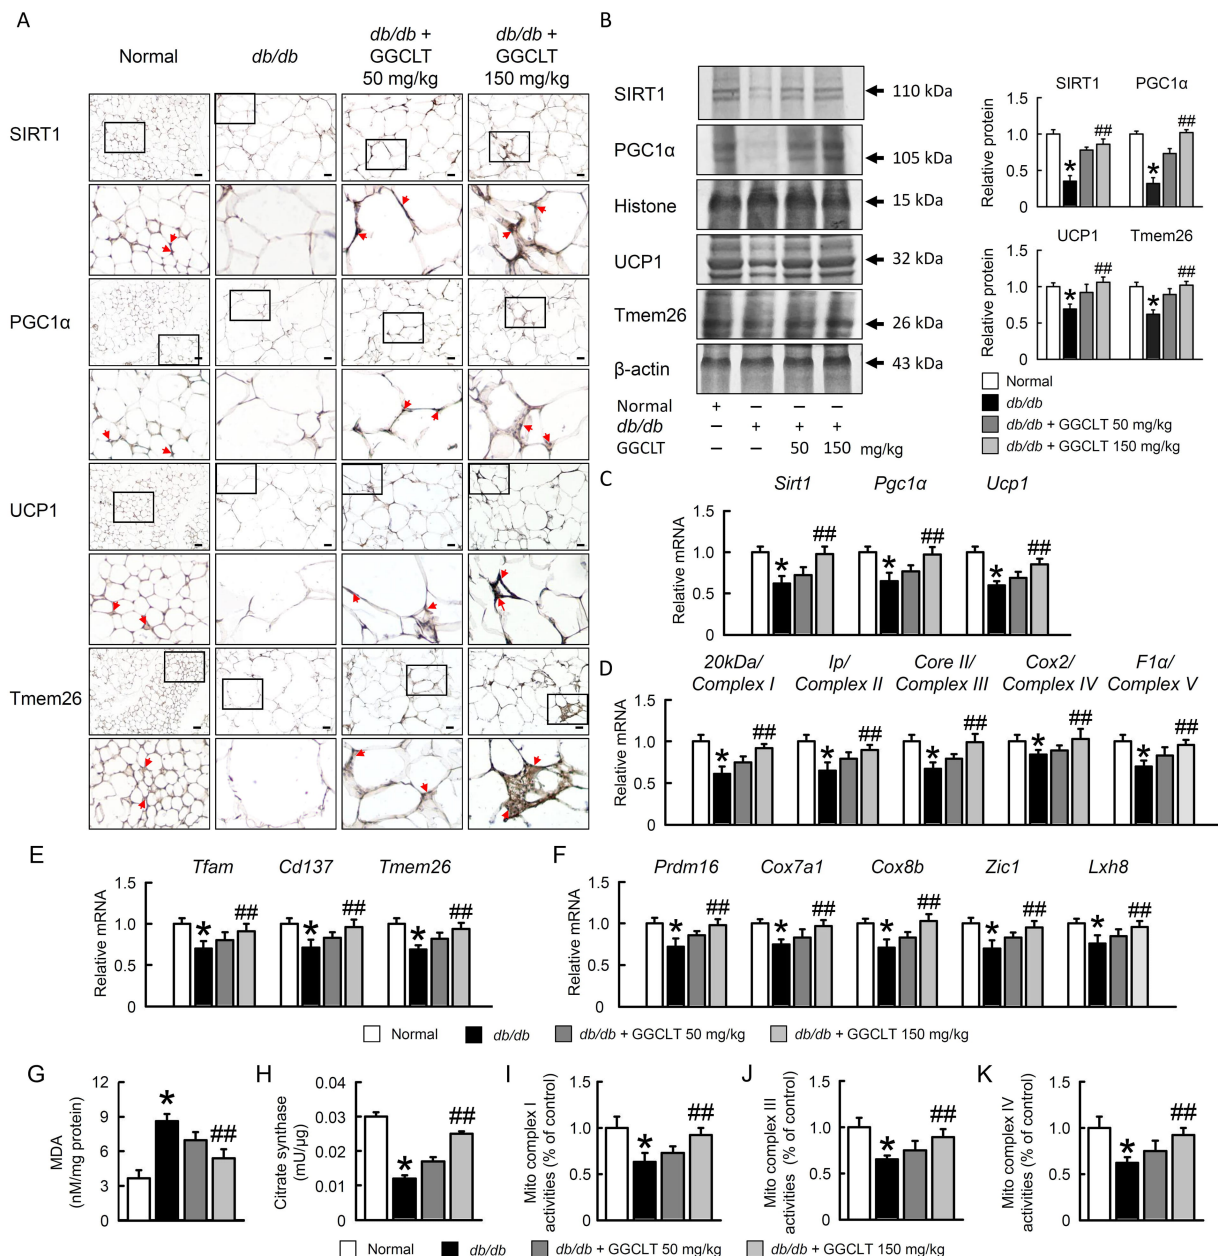 A
Normal
db/db
db/db +
GGCLT
50 mg/kg
db/db +
GGCLT
150 mg/kg
SIRT1
PGC1α
UCP1
Tmem26
B
SIRT1
110 kDa
PGC1α
105 kDa
Histone
15 kDa
UCP1
32 kDa
Tmem26
26 kDa
β-actin
43 kDa
Normal + − − −
db/db − + + +
GGCLT − − 50 150 mg/kg
SIRT1 PGC1α
Relative protein
1.5
1.0
0.5
0
* ## * ##
UCP1 Tmem26
Relative protein
1.5
1.0
0.5
0
* ## * ##
Normal
db/db
db/db + GGCLT 50 mg/kg
db/db + GGCLT 150 mg/kg
C
Sirt1 Pgc1α Ucp1
Relative mRNA
1.5
1.0
0.5
0
* ## * ## * ##
D
20kDa/ Ip/ Core II/ Cox2/ F1α/
Complex I Complex II Complex III Complex IV Complex V
Relative mRNA
1.5
1.0
0.5
0
* ## * ## * ## * ## * ##
E
Tfam Cd137 Tmem26
Relative mRNA
1.5
1.0
0.5
0
* ## * ## * ##
F
Prdm16 Cox7a1 Cox8b Zic1 Lxh8
Relative mRNA
1.5
1.0
0.5
0
* ## * ## * ## * ## * ##
Normal db/db db/db + GGCLT 50 mg/kg db/db + GGCLT 150 mg/kg
G
MDA
(nM/mg protein)
12
9
6
3
0
* ##
H
Citrate synthase
(mU/μg)
0.04
0.03
0.02
0.01
0
* ##
I
Mito complex I
activities (% of control)
1.5
1.0
0.5
0
* ##
J
Mito complex III
activities (% of control)
1.5
1.0
0.5
0
* ##
K
Mito complex IV
activities (% of control)
1.5
1.0
0.5
0
* ##
Normal db/db db/db + GGCLT 50 mg/kg db/db + GGCLT 150 mg/kg